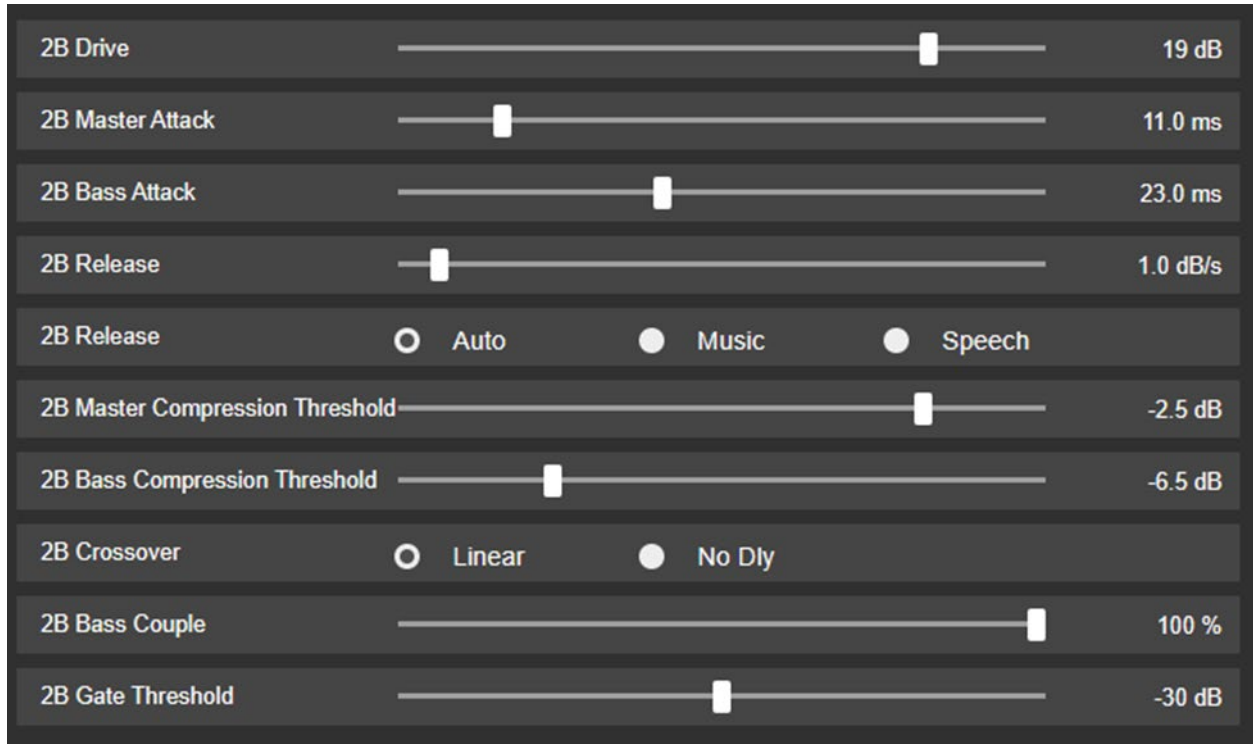 2B Drive 19 dB
2B Master Attack 11.0 ms
2B Bass Attack 23.0 ms
2B Release 1.0 dB/s
2B Release Auto Music Speech
2B Master Compression Threshold -2.5 dB
2B Bass Compression Threshold -6.5 dB
2B Crossover Linear No Dly
2B Bass Couple 100 %
2B Gate Threshold -30 dB